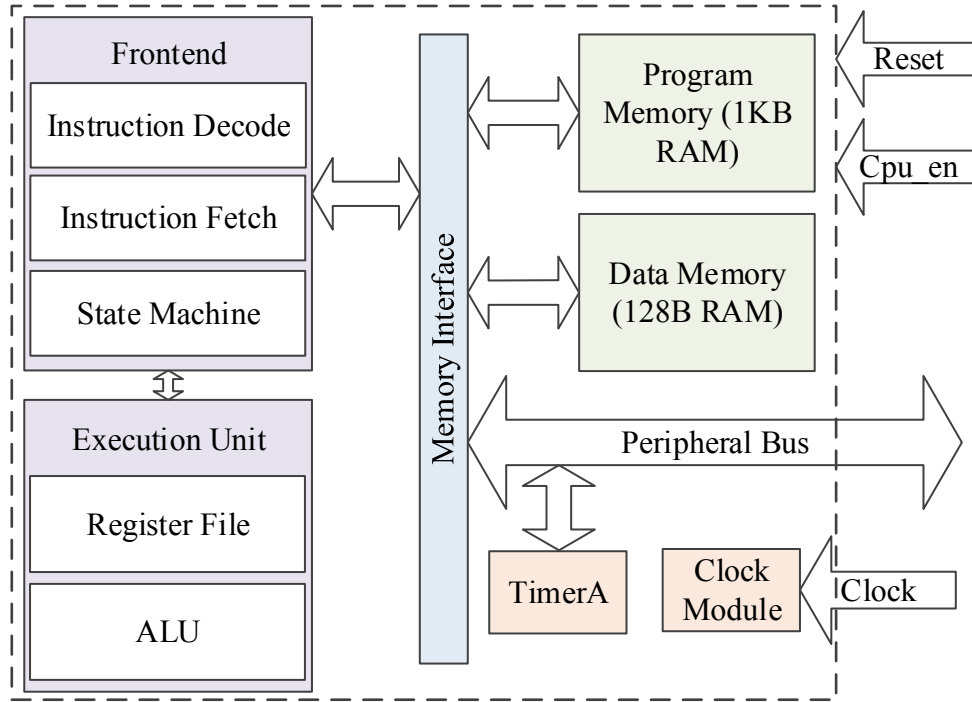 Frontend
Instruction Decode
Instruction Fetch
State Machine
Execution Unit
Register File
ALU
Memory Interface
Program
Memory (1KB
RAM)
Data Memory
(128B RAM)
Peripheral Bus
TimerA
Clock
Module
Reset
Cpu_en
Clock